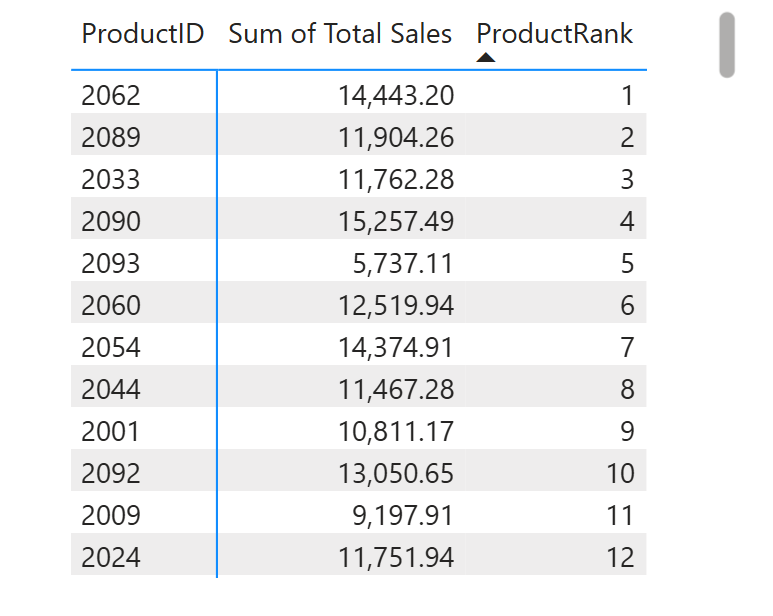 ProductID Sum of Total Sales ProductRank
2062 14,443.20 1
2089 11,904.26 2
2033 11,762.28 3
2090 15,257.49 4
2093 5,737.11 5
2060 12,519.94 6
2054 14,374.91 7
2044 11,467.28 8
2001 10,811.17 9
2092 13,050.65 10
2009 9,197.91 11
2024 11,751.94 12